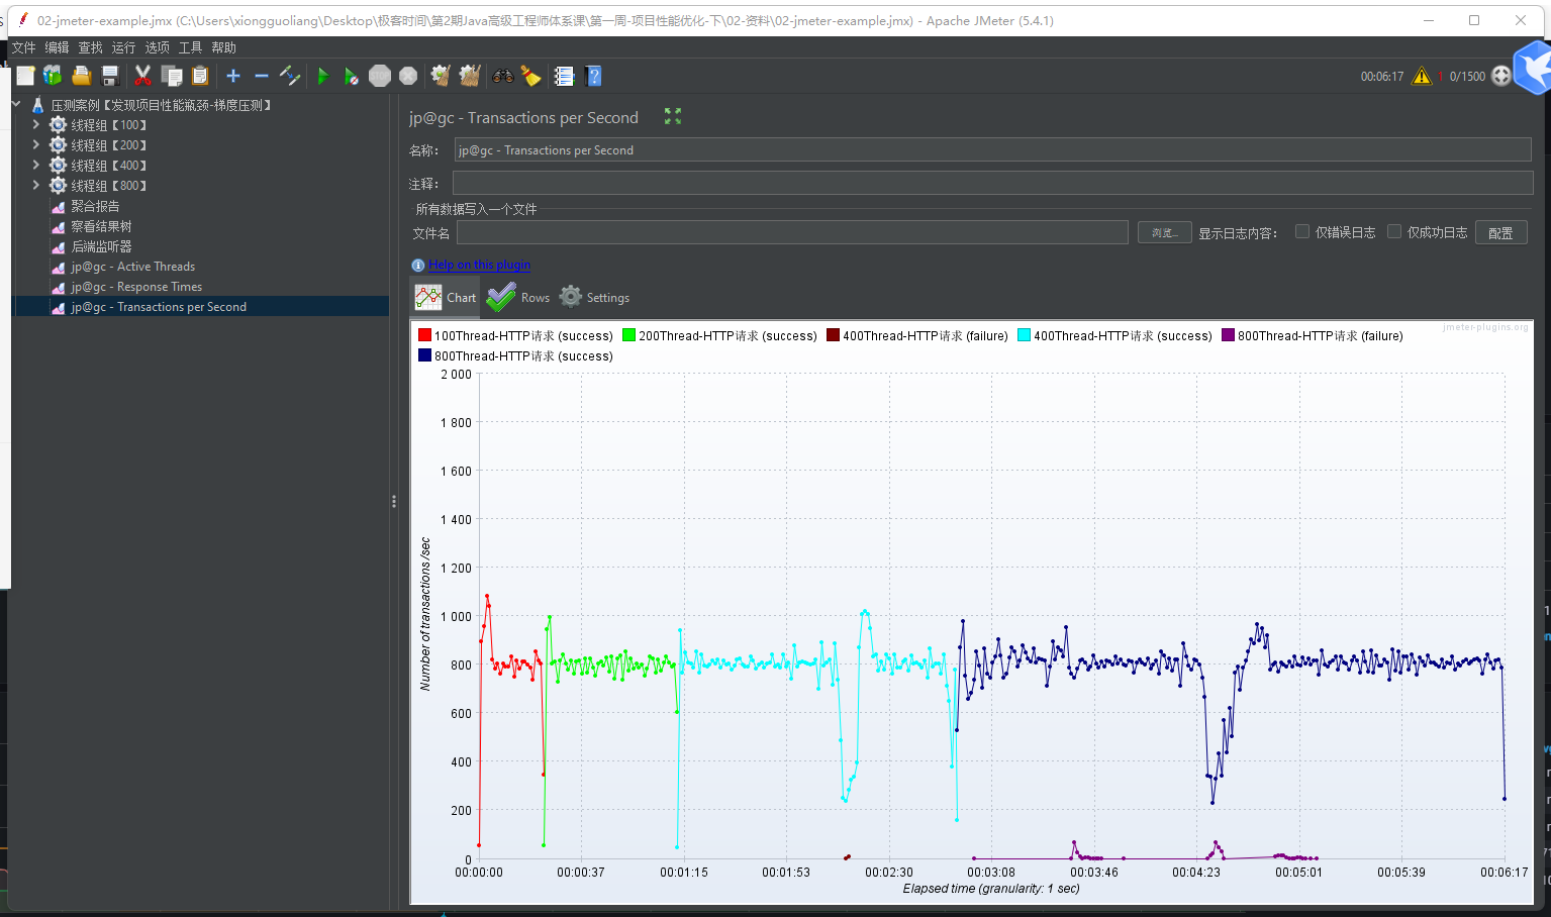 02-jmeter-example.jmx (C:\Users\xiongguoliang\Desktop\极客时间\第2期Java高级工程师体系课\第一周-项目性能优化-下\02-资料\02-jmeter-example.jmx) - Apache JMeter (5.4.1)
文件 编辑 查找 运行 选项 工具 帮助
STOP
00:06:17 1 0/1500
压测案例【发现项目性能瓶颈-梯度压测】
线程组【100】
线程组【200】
线程组【400】
线程组【800】
聚合报告
察看结果树
后端监听器
jp@gc - Active Threads
jp@gc - Response Times
jp@gc - Transactions per Second
jp@gc - Transactions per Second
名称： jp@gc - Transactions per Second
注释：
所有数据写入一个文件
文件名 浏览... 显示日志内容： 仅错误日志 仅成功日志 配置
Help on this plugin
Chart Rows Settings
jmeter-plugins.org
100Thread-HTTP请求 (success) 200Thread-HTTP请求 (success) 400Thread-HTTP请求 (failure) 400Thread-HTTP请求 (success) 800Thread-HTTP请求 (failure)
800Thread-HTTP请求 (success)
2 000
1 800
1 600
1 400
1 200
1 000
800
600
400
200
0
Number of transactions /sec
00:00:00 00:00:37 00:01:15 00:01:53 00:02:30 00:03:08 00:03:46 00:04:23 00:05:01 00:05:39 00:06:17
Elapsed time (granularity: 1 sec)